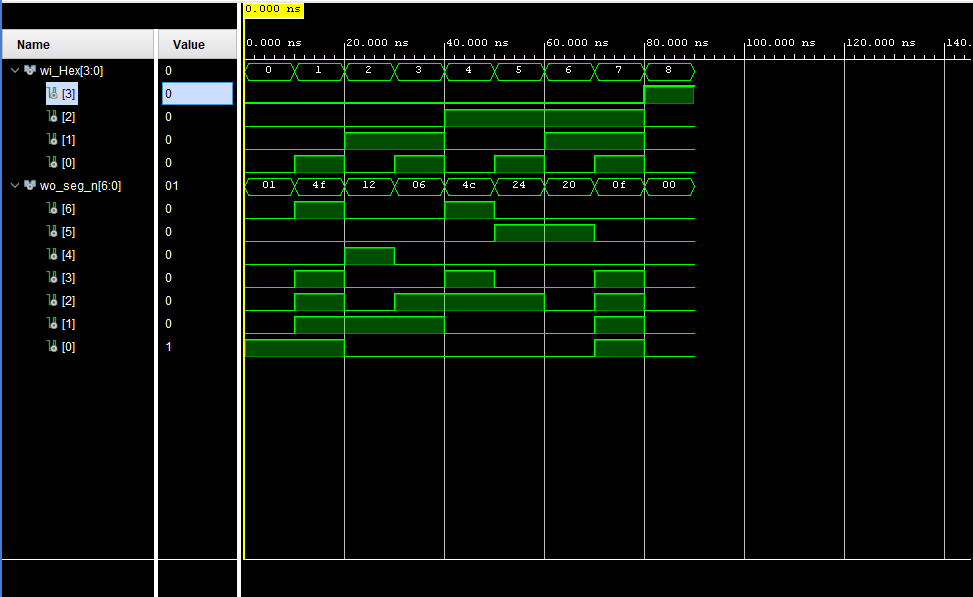 0.000 ns
Name Value
0.000 ns 20.000 ns 40.000 ns 60.000 ns 80.000 ns 100.000 ns 120.000 ns 140.
wi_Hex[3:0] 0 0 1 2 3 4 5 6 7 8
[3] 0
[2] 0
[1] 0
[0] 0
wo_seg_n[6:0] 01 01 4f 12 06 4c 24 20 0f 00
[6] 0
[5] 0
[4] 0
[3] 0
[2] 0
[1] 0
[0] 1